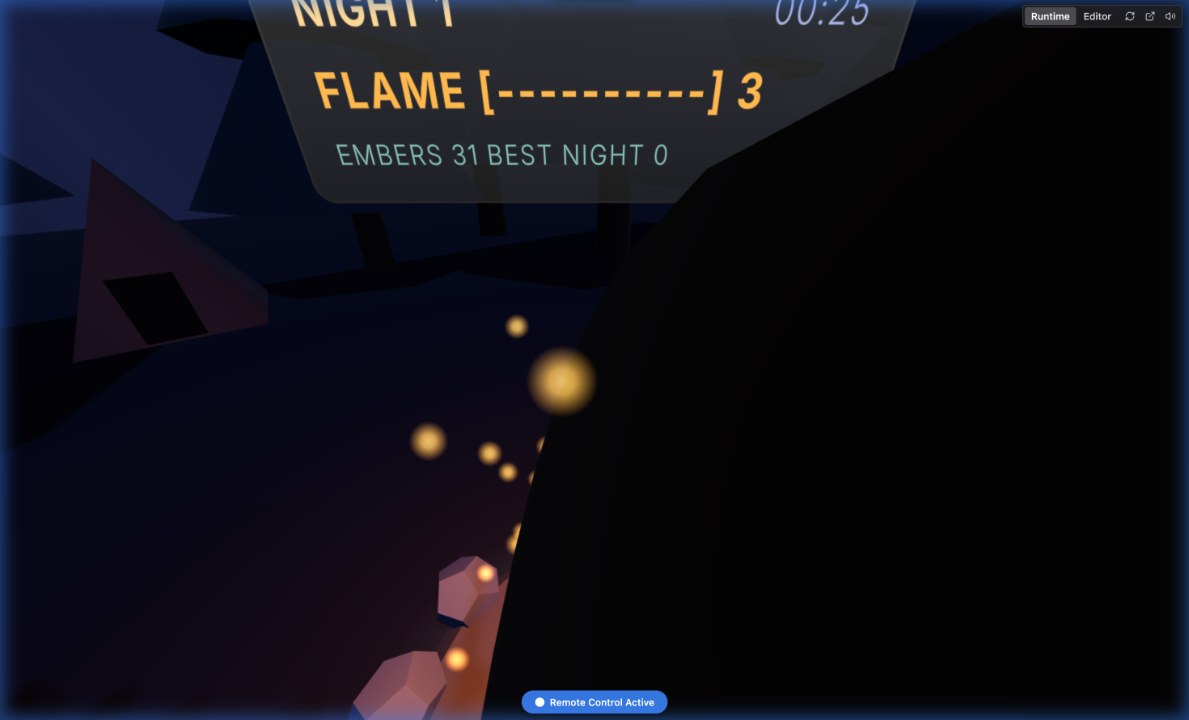 NIGHT 1 00:25
FLAME [----------] 3
EMBERS 31 BEST NIGHT 0
Runtime Editor
Remote Control Active